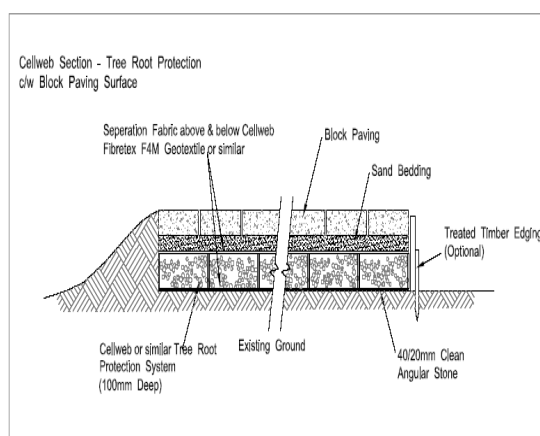 Cellweb Section - Tree Root Protection
c/w Block Paving Surface
Seperation Fabric above & below Cellweb
Fibretex F4M Geotextile or similar
Block Paving
Sand Bedding
Treated Timber Edging
(Optional)
Cellweb or similar Tree Root
Protection System
(100mm Deep)
Existing Ground
40/20mm Clean
Angular Stone